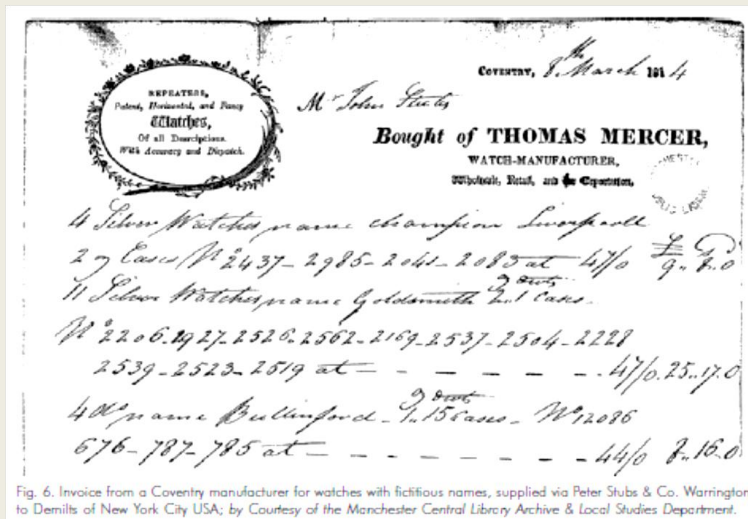 REPEATERS,
Patent, Horizontal, and Fancy
Watches,
Of all Descriptions.
With Accuracy and Dispatch.
COVENTRY, 8th March 1814
Mr John Stubs
Bought of THOMAS MERCER,
WATCH-MANUFACTURER,
Wholesale, Retail, and for Exportation,
4 Silver Watches name Champion Liverpool
2 oz Cases No 2437-2985-2041-2083 at 47/0 £ 9.. 8..0
11 Silver Watches name Goldsmith 2..1 cases.
No 2206.1927-2526-2562-2169-2537-2504-2228
2539-2523-2519 at - - - - - 47/0. 25..17.0
4 Do name Bullingford - 1..15 cases - No 12086
676-787-785 at - - - - - - 44/0 8..16.0
Fig. 6. Invoice from a Coventry manufacturer for watches with fictitious names, supplied via Peter Stubs & Co. Warrington
to Demilts of New York City USA; by Courtesy of the Manchester Central Library Archive & Local Studies Department.